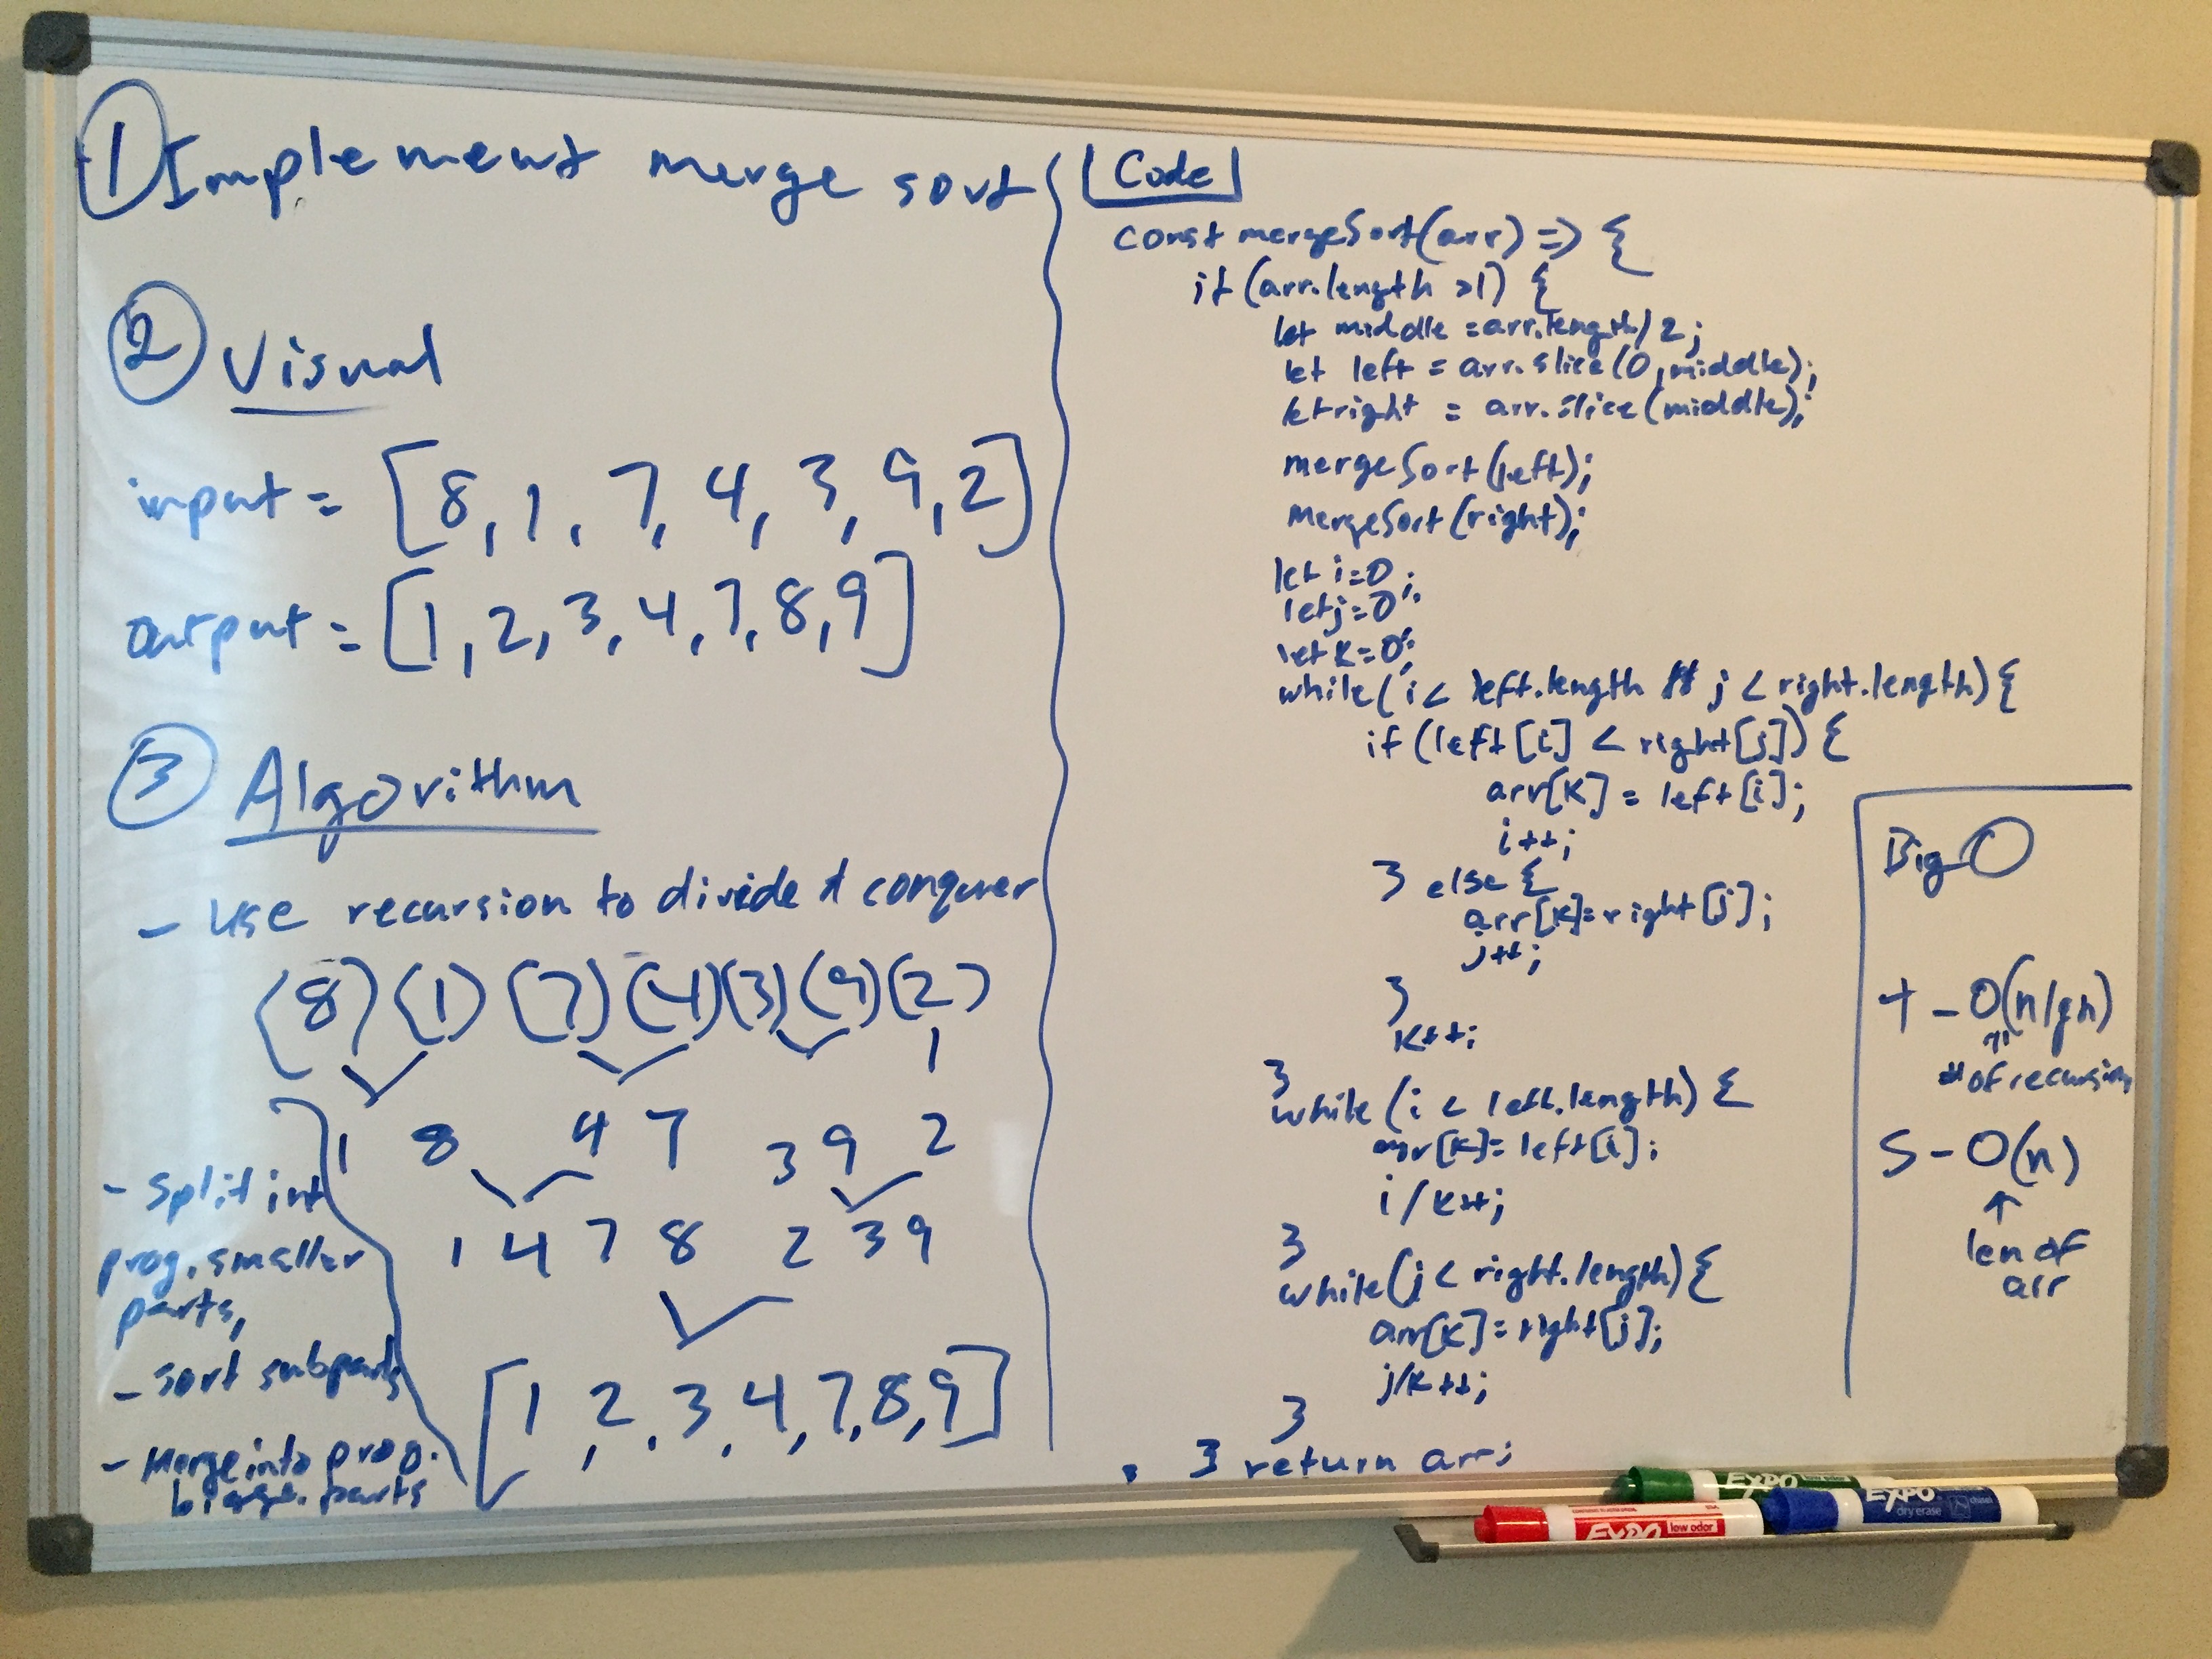 ① Implement merge sort
② Visual
input = [8, 1, 7, 4, 3, 9, 2]
output = [1, 2, 3, 4, 7, 8, 9]
③ Algorithm
- Use recursion to divide & conquer
(8) (1) (7) (4) (3) (9) (2)
1 8 4 7 3 9 2
1 4 7 8 2 3 9
[1, 2, 3, 4, 7, 8, 9]
- Split int
prog. smaller
parts,
- sort subparts
- Merge into prog.
parts
Code
const mergeSort(arr) => {
if (arr.length >1) {
let middle = arr.length/2;
let left = arr.slice(0, middle);
let right = arr.slice(middle);
mergeSort(left);
mergeSort(right);
let i=0;
let j=0;
let k=0;
while( i < left.length && j < right.length) {
if (left[i] < right[j]) {
arr[k] = left[i];
i++;
} else {
arr[k]=right[j];
j++;
}
k++;
}
while (i < left.length) {
arr[k]=left[i];
i/k++;
}
while(j < right.length) {
arr[k]=right[j];
j/k++;
}
} return arr;
Big O
t - O(n lgn)
# of recursion
S - O(n)
len of
arr
EXPO
EXPO low odor
EXPO dry erase chisel